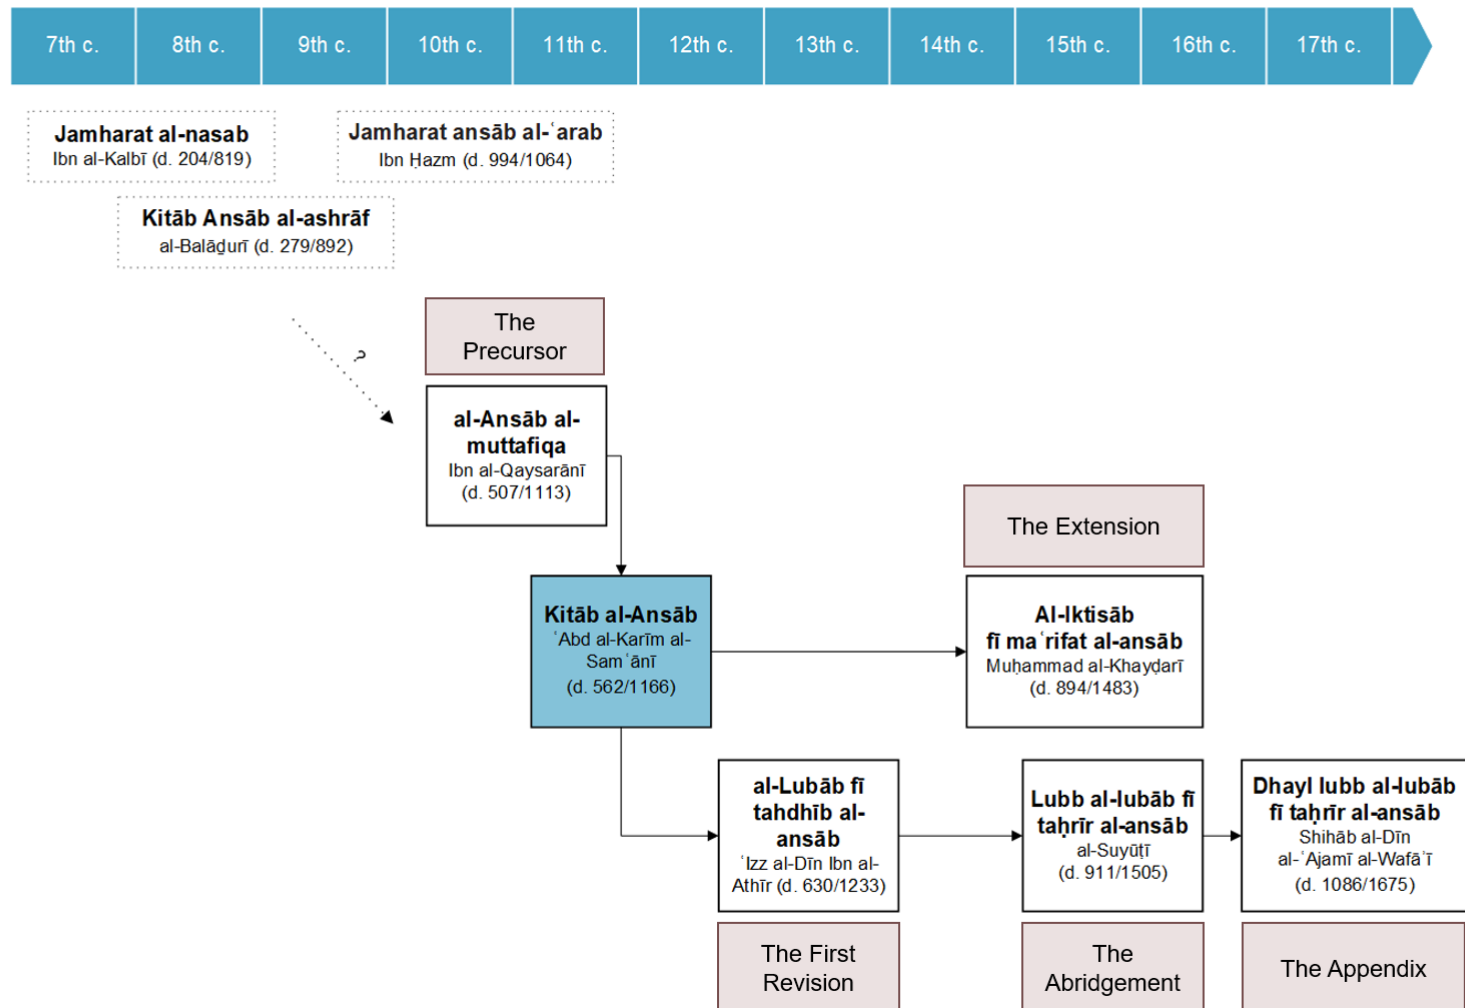 7th c. 8th c. 9th c. 10th c. 11th c. 12th c. 13th c. 14th c. 15th c. 16th c. 17th c.
Jamharat al-nasab
Ibn al-Kalbī (d. 204/819)
Jamharat ansāb al-ʿarab
Ibn Ḥazm (d. 994/1064)
Kitāb Ansāb al-ashrāf
al-Balāḏurī (d. 279/892)
?
The
Precursor
al-Ansāb al-
muttafiqa
Ibn al-Qaysarānī
(d. 507/1113)
The Extension
Kitāb al-Ansāb
ʿAbd al-Karīm al-
Samʿānī
(d. 562/1166)
Al-Iktisāb
fī maʿrifat al-ansāb
Muḥammad al-Khayḍarī
(d. 894/1483)
al-Lubāb fī
tahdhīb al-
ansāb
ʿIzz al-Dīn Ibn al-
Athīr (d. 630/1233)
Lubb al-lubāb fī
taḥrīr al-ansāb
al-Suyūṭī
(d. 911/1505)
Dhayl lubb al-lubāb
fī taḥrīr al-ansāb
Shihāb al-Dīn
al-ʿAjamī al-Wafāʾī
(d. 1086/1675)
The First
Revision
The
Abridgement
The Appendix